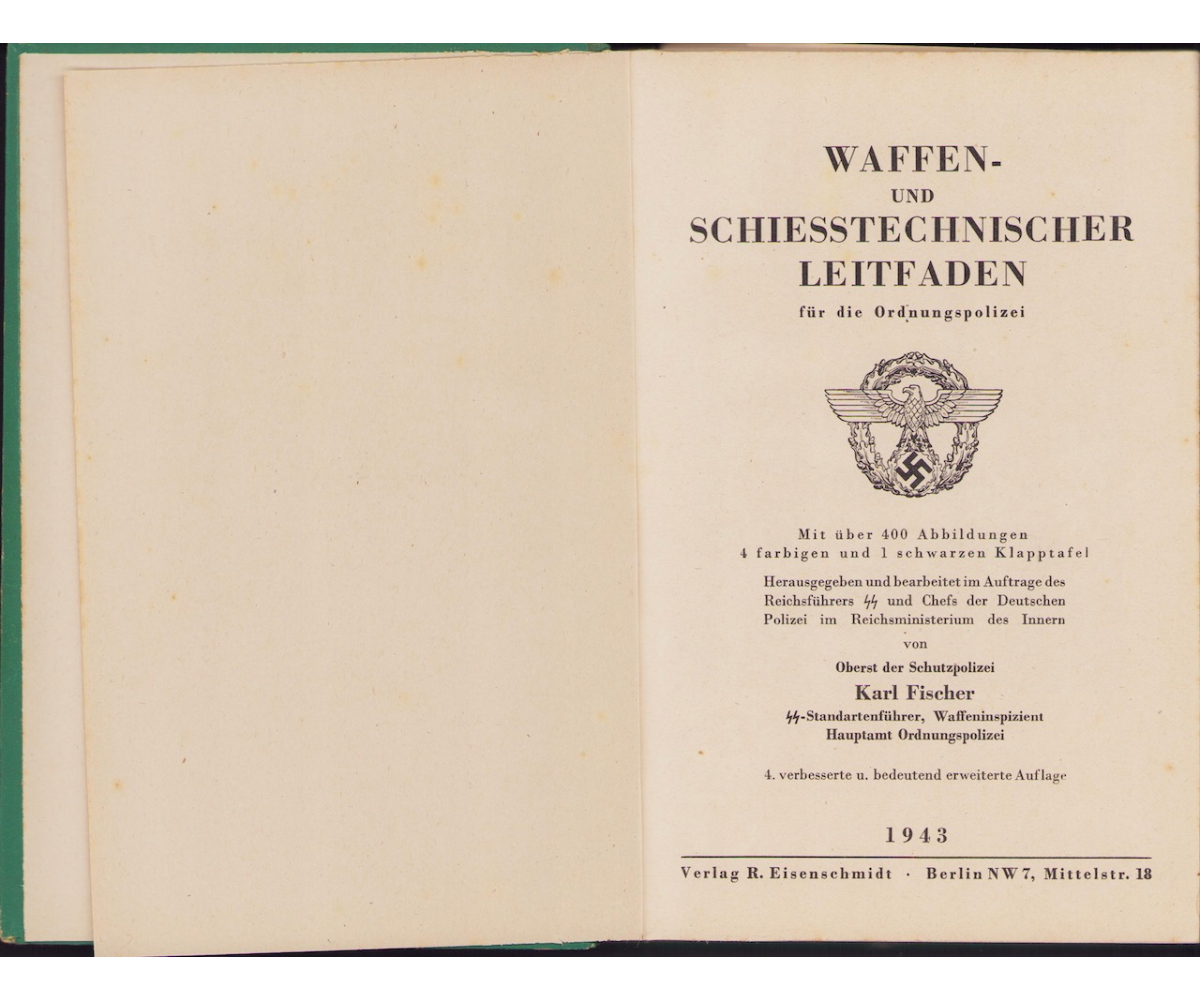 WAFFEN-
UND
SCHIESSTECHNISCHER
LEITFADEN
für die Ordnungspolizei
Mit über 400 Abbildungen
4 farbigen und 1 schwarzen Klapptafel
Herausgegeben und bearbeitet im Auftrage des
Reichsführers ᛋᛋ und Chefs der Deutschen
Polizei im Reichsministerium des Innern
von
Oberst der Schutzpolizei
Karl Fischer
ᛋᛋ-Standartenführer, Waffeninspizient
Hauptamt Ordnungspolizei
4. verbesserte u. bedeutend erweiterte Auflage
1943
Verlag R. Eisenschmidt · Berlin NW 7, Mittelstr. 18